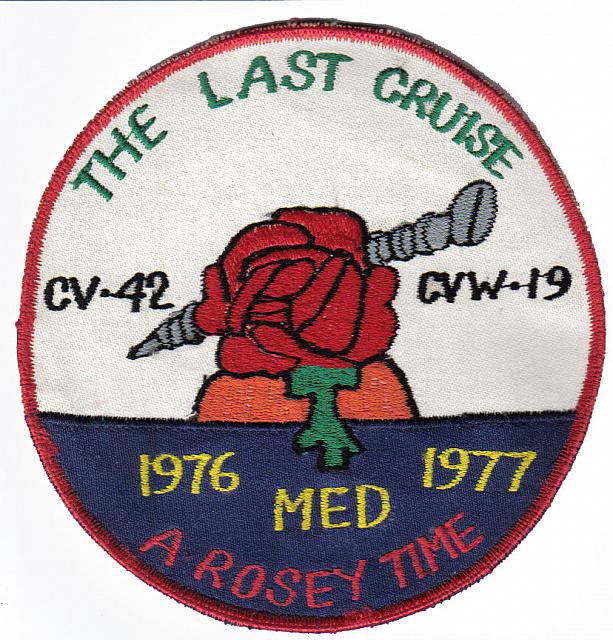 THE LAST CRUISE
CV-42
CVW-19
1976
1977
MED
A ROSEY TIME